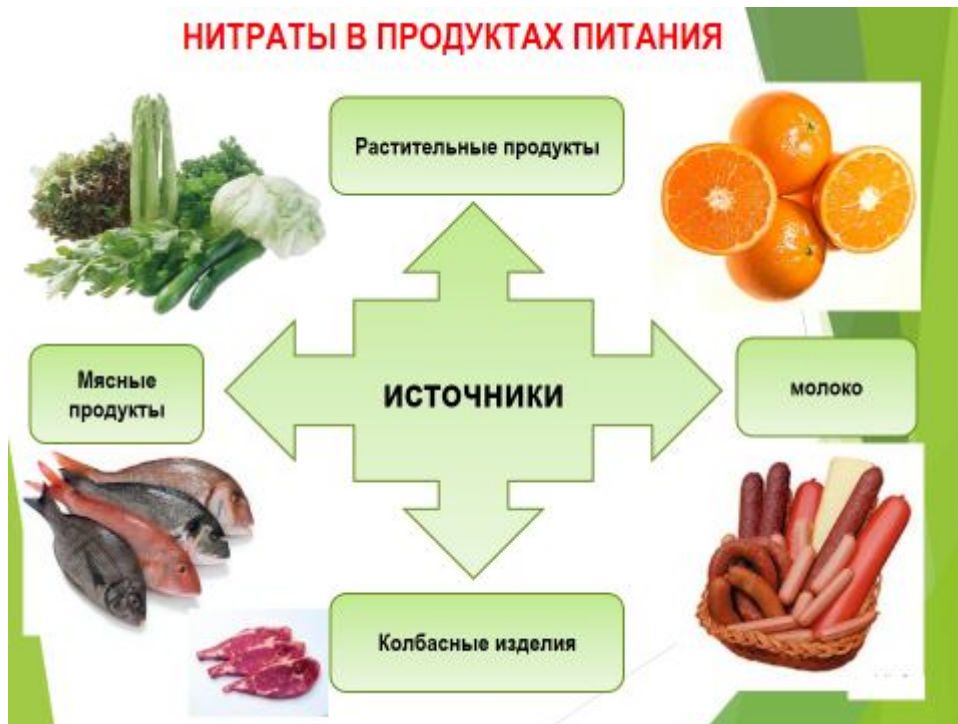 НИТРАТЫ В ПРОДУКТАХ ПИТАНИЯ
Растительные продукты
Мясные
продукты
источники
молоко
Колбасные изделия